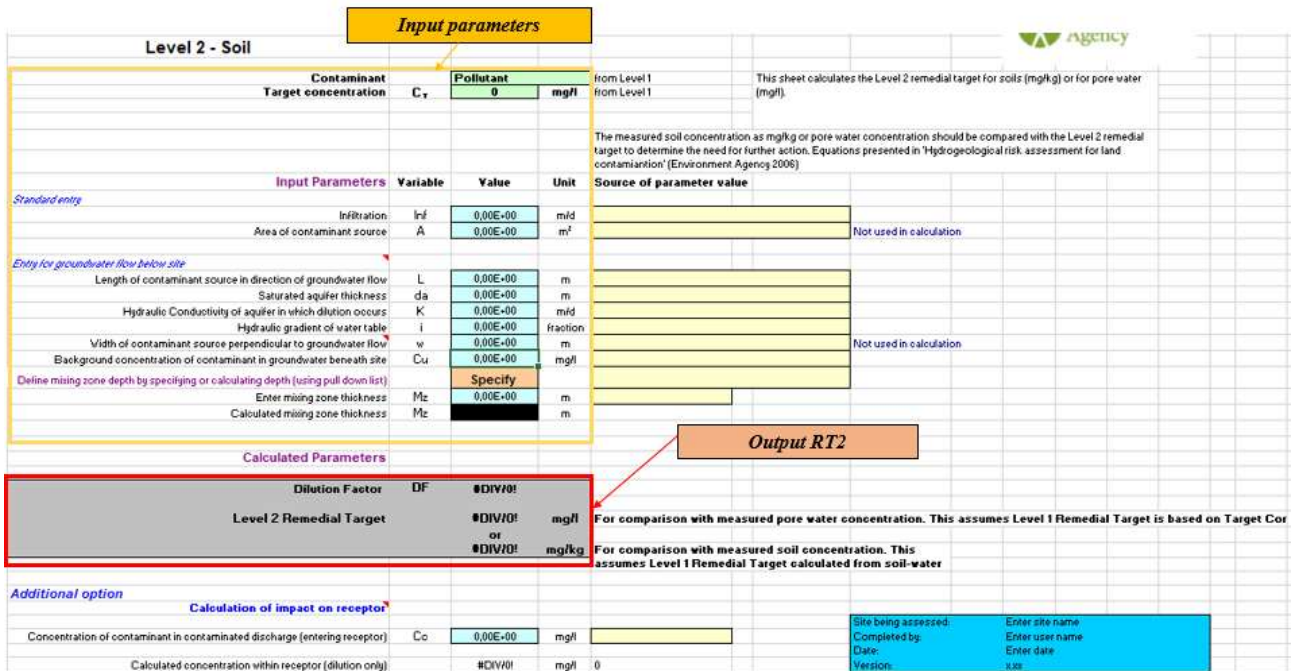 Input parameters
Agency
Level 2 - Soil
Contaminant Pollutant from Level 1 This sheet calculates the Level 2 remedial target for soils (mg/kg) or for pore water
Target concentration CT 0 mg/l from Level 1 (mg/l).
The measured soil concentration as mg/kg or pore water concentration should be compared with the Level 2 remedial
target to determine the need for further action. Equations presented in 'Hydrogeological risk assessment for land
contamiantion' (Environment Agency 2006)
Input Parameters Variable Value Unit Source of parameter value
Standard entry
Infiltration Inf 0,00E+00 m/d
Area of contaminant source A 0,00E+00 m² Not used in calculation
Entry for groundwater flow below site
Length of contaminant source in direction of groundwater flow L 0,00E+00 m
Saturated aquifer thickness da 0,00E+00 m
Hydraulic Conductivity of aquifer in which dilution occurs K 0,00E+00 m/d
Hydraulic gradient of water table i 0,00E+00 fraction
Width of contaminant source perpendicular to groundwater flow w 0,00E+00 m Not used in calculation
Background concentration of contaminant in groundwater beneath site Cu 0,00E+00 mg/l
Define mixing zone depth by specifying or calculating depth (using pull down list) Specify
Enter mixing zone thickness Mz 0,00E+00 m
Calculated mixing zone thickness Mz m
Output RT2
Calculated Parameters
Dilution Factor DF #DIV/0!
Level 2 Remedial Target #DIV/0! mg/l For comparison with measured pore water concentration. This assumes Level 1 Remedial Target is based on Target Cor
or
#DIV/0! mg/kg For comparison with measured soil concentration. This
assumes Level 1 Remedial Target calculated from soil-water
Additional option
Calculation of impact on receptor
Site being assessed: Enter site name
Concentration of contaminant in contaminated discharge (entering receptor) Cc 0,00E+00 mg/l Completed by: Enter user name
Date: Enter date
Calculated concentration within receptor (dilution only) #DIV/0! mg/l 0 Version: x.xx